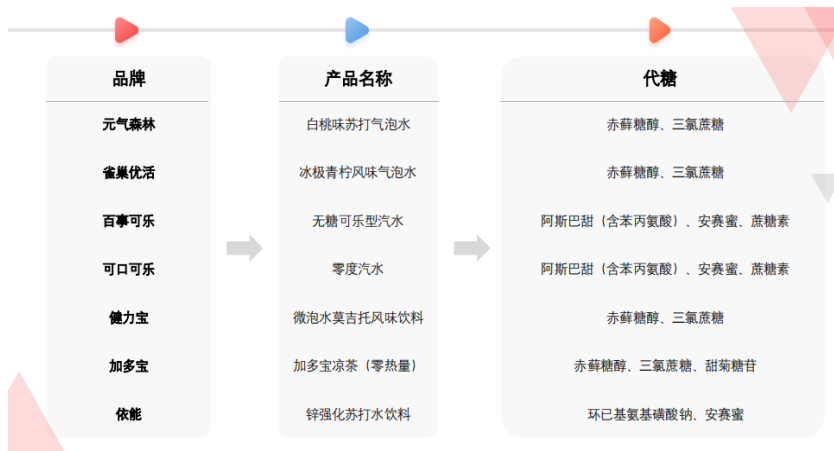 品牌 产品名称 代糖
元气森林 白桃味苏打气泡水 赤藓糖醇、三氯蔗糖
雀巢优活 冰极青柠风味气泡水 赤藓糖醇、三氯蔗糖
百事可乐 无糖可乐型汽水 阿斯巴甜（含苯丙氨酸）、安赛蜜、蔗糖素
可口可乐 零度汽水 阿斯巴甜（含苯丙氨酸）、安赛蜜、蔗糖素
健力宝 微泡水莫吉托风味饮料 赤藓糖醇、三氯蔗糖
加多宝 加多宝凉茶（零热量） 赤藓糖醇、三氯蔗糖、甜菊糖苷
依能 锌强化苏打水饮料 环已基氨基磺酸钠、安赛蜜